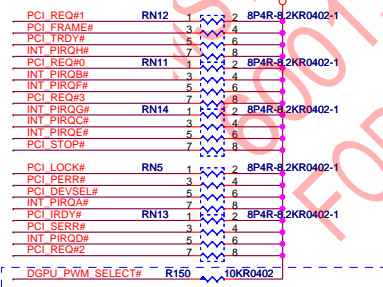 PCI_REQ#1 RN12 1 2 8P4R-8.2KR0402-1
PCI_FRAME# 3 4
PCI_TRDY# 5 6
INT_PIRQH# 7 8
PCI_REQ#0 RN11 1 2 8P4R-8.2KR0402-1
INT_PIRQB# 3 4
INT_PIRQF# 5 6
PCI_REQ#3 7 8
INT_PIRQG# RN14 1 2 8P4R-8.2KR0402-1
INT_PIRQC# 3 4
INT_PIRQE# 5 6
PCI_STOP# 7 8
PCI_LOCK# RN5 1 2 8P4R-8.2KR0402-1
PCI_PERR# 3 4
PCI_DEVSEL# 5 6
INT_PIRQA# 7 8
PCI_IRDY# RN13 1 2 8P4R-8.2KR0402-1
PCI_SERR# 3 4
INT_PIRQD# 5 6
PCI_REQ#2 7 8
DGPU_PWM_SELECT# R150 10KR0402